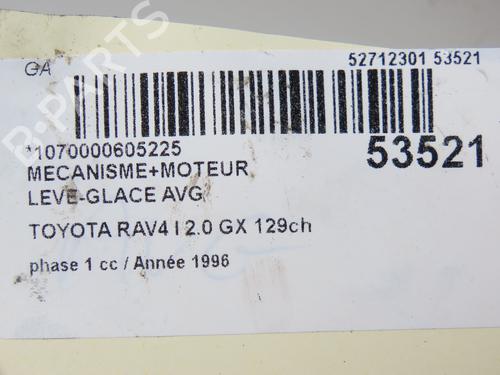 GA
52712301 53521
*1070000605225
53521
MECANISME+MOTEUR
LEVE-GLACE AVG
TOYOTA RAV4 I 2.0 GX 129ch
phase 1 cc / Année 1996
B-PARTS